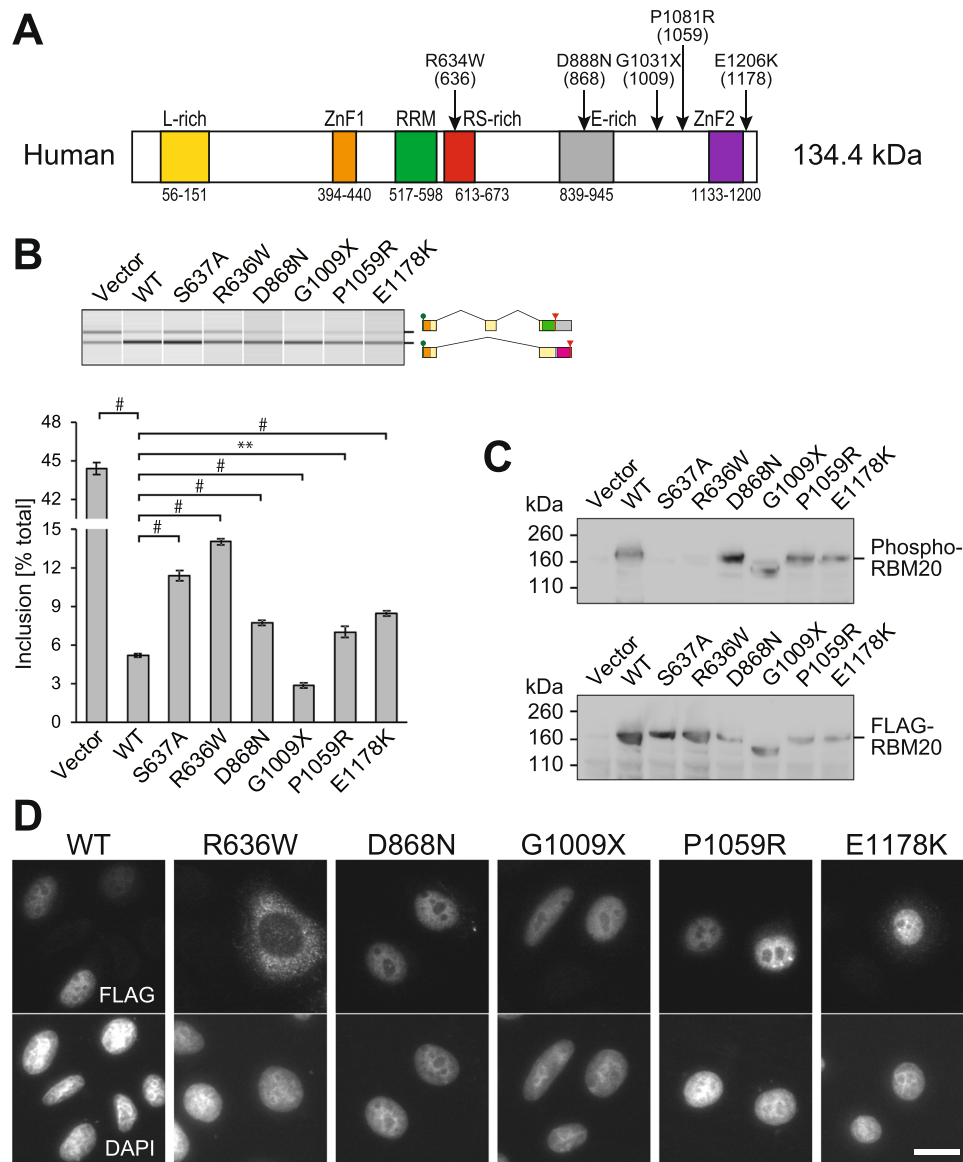 A
P1081R
(1059)
R634W
(636)
D888N
(868)
G1031X
(1009)
E1206K
(1178)
L-rich
ZnF1
RRM
RS-rich
E-rich
ZnF2
Human
134.4 kDa
56-151
394-440
517-598
613-673
839-945
1133-1200
B
Vector
WT
S637A
R636W
D868N
G1009X
P1059R
E1178K
Inclusion [% total]
48
45
42
15
12
9
6
3
0
#
#
**
#
#
#
#
Vector
WT
S637A
R636W
D868N
G1009X
P1059R
E1178K
C
Vector
WT
S637A
R636W
D868N
G1009X
P1059R
E1178K
kDa
260
160
110
Phospho-
RBM20
Vector
WT
S637A
R636W
D868N
G1009X
P1059R
E1178K
kDa
260
160
110
FLAG-
RBM20
D
WT
R636W
D868N
G1009X
P1059R
E1178K
FLAG
DAPI